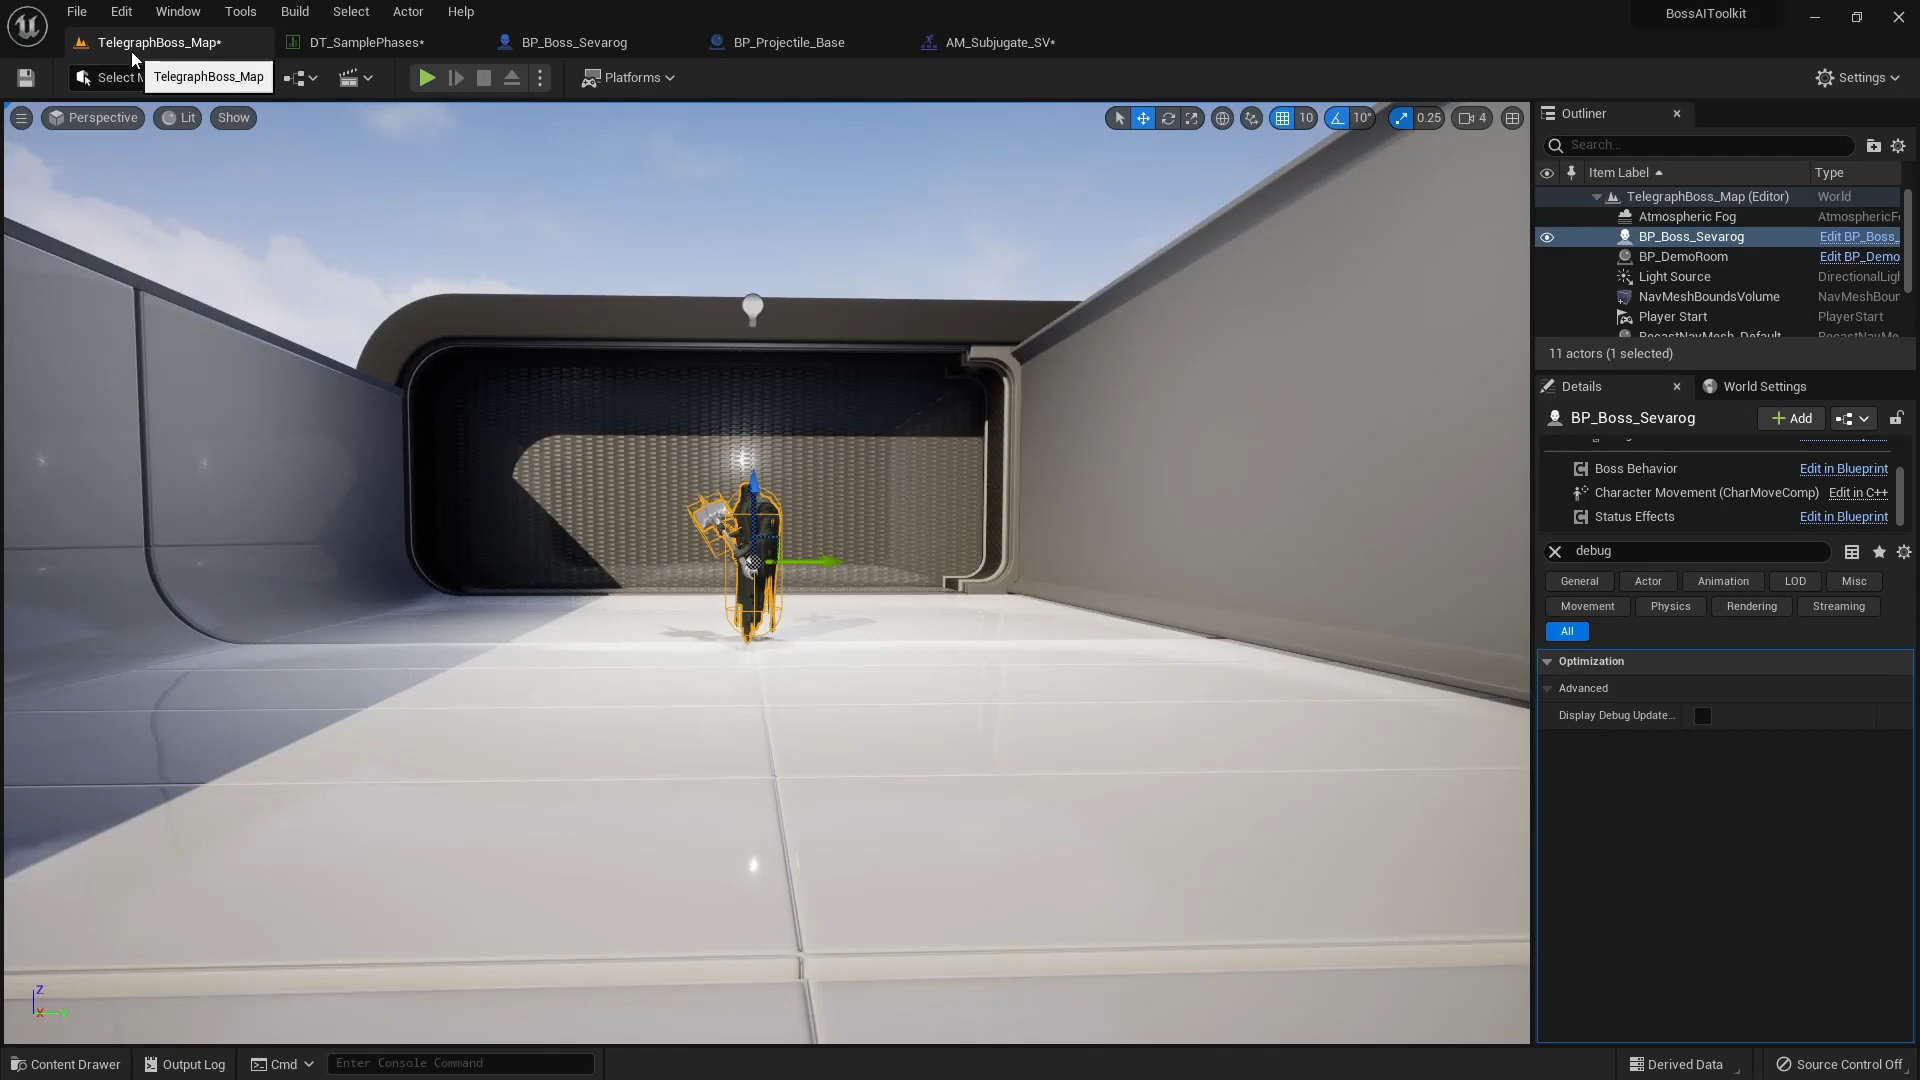 File Edit Window Tools Build Select Actor Help
BossAIToolkit
TelegraphBoss_Map*
DT_SamplePhases*
BP_Boss_Sevarog
BP_Projectile_Base
AM_Subjugate_SV*
Select
TelegraphBoss_Map
Platforms
Settings
Perspective
Lit
Show
10
10°
0.25
4
Outliner
Search...
Item Label
Type
TelegraphBoss_Map (Editor)
World
Atmospheric Fog
AtmosphericF
BP_Boss_Sevarog
Edit BP_Boss_
BP_DemoRoom
Edit BP_Demo
Light Source
DirectionalLigh
NavMeshBoundsVolume
NavMeshBour
Player Start
PlayerStart
RecastNavMesh_Default
RecastNavMe
11 actors (1 selected)
Details
World Settings
BP_Boss_Sevarog
Add
Boss Behavior
Edit in Blueprint
Character Movement (CharMoveComp)
Edit in C++
Status Effects
Edit in Blueprint
debug
General
Actor
Animation
LOD
Misc
Movement
Physics
Rendering
Streaming
All
Optimization
Advanced
Display Debug Update...
Z
X
Y
Content Drawer
Output Log
Cmd
Enter Console Command
Derived Data
Source Control Off